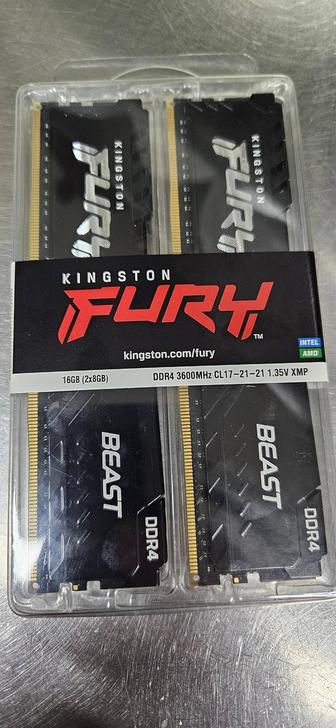 KINGSTON
FURY
KINGSTON
FURY
KINGSTON
FURY™
kingston.com/fury
INTEL
AMD
16GB (2x8GB)
DDR4 3600MHz CL17-21-21 1.35V XMP
BEAST
DDR4
BEAST
DDR4